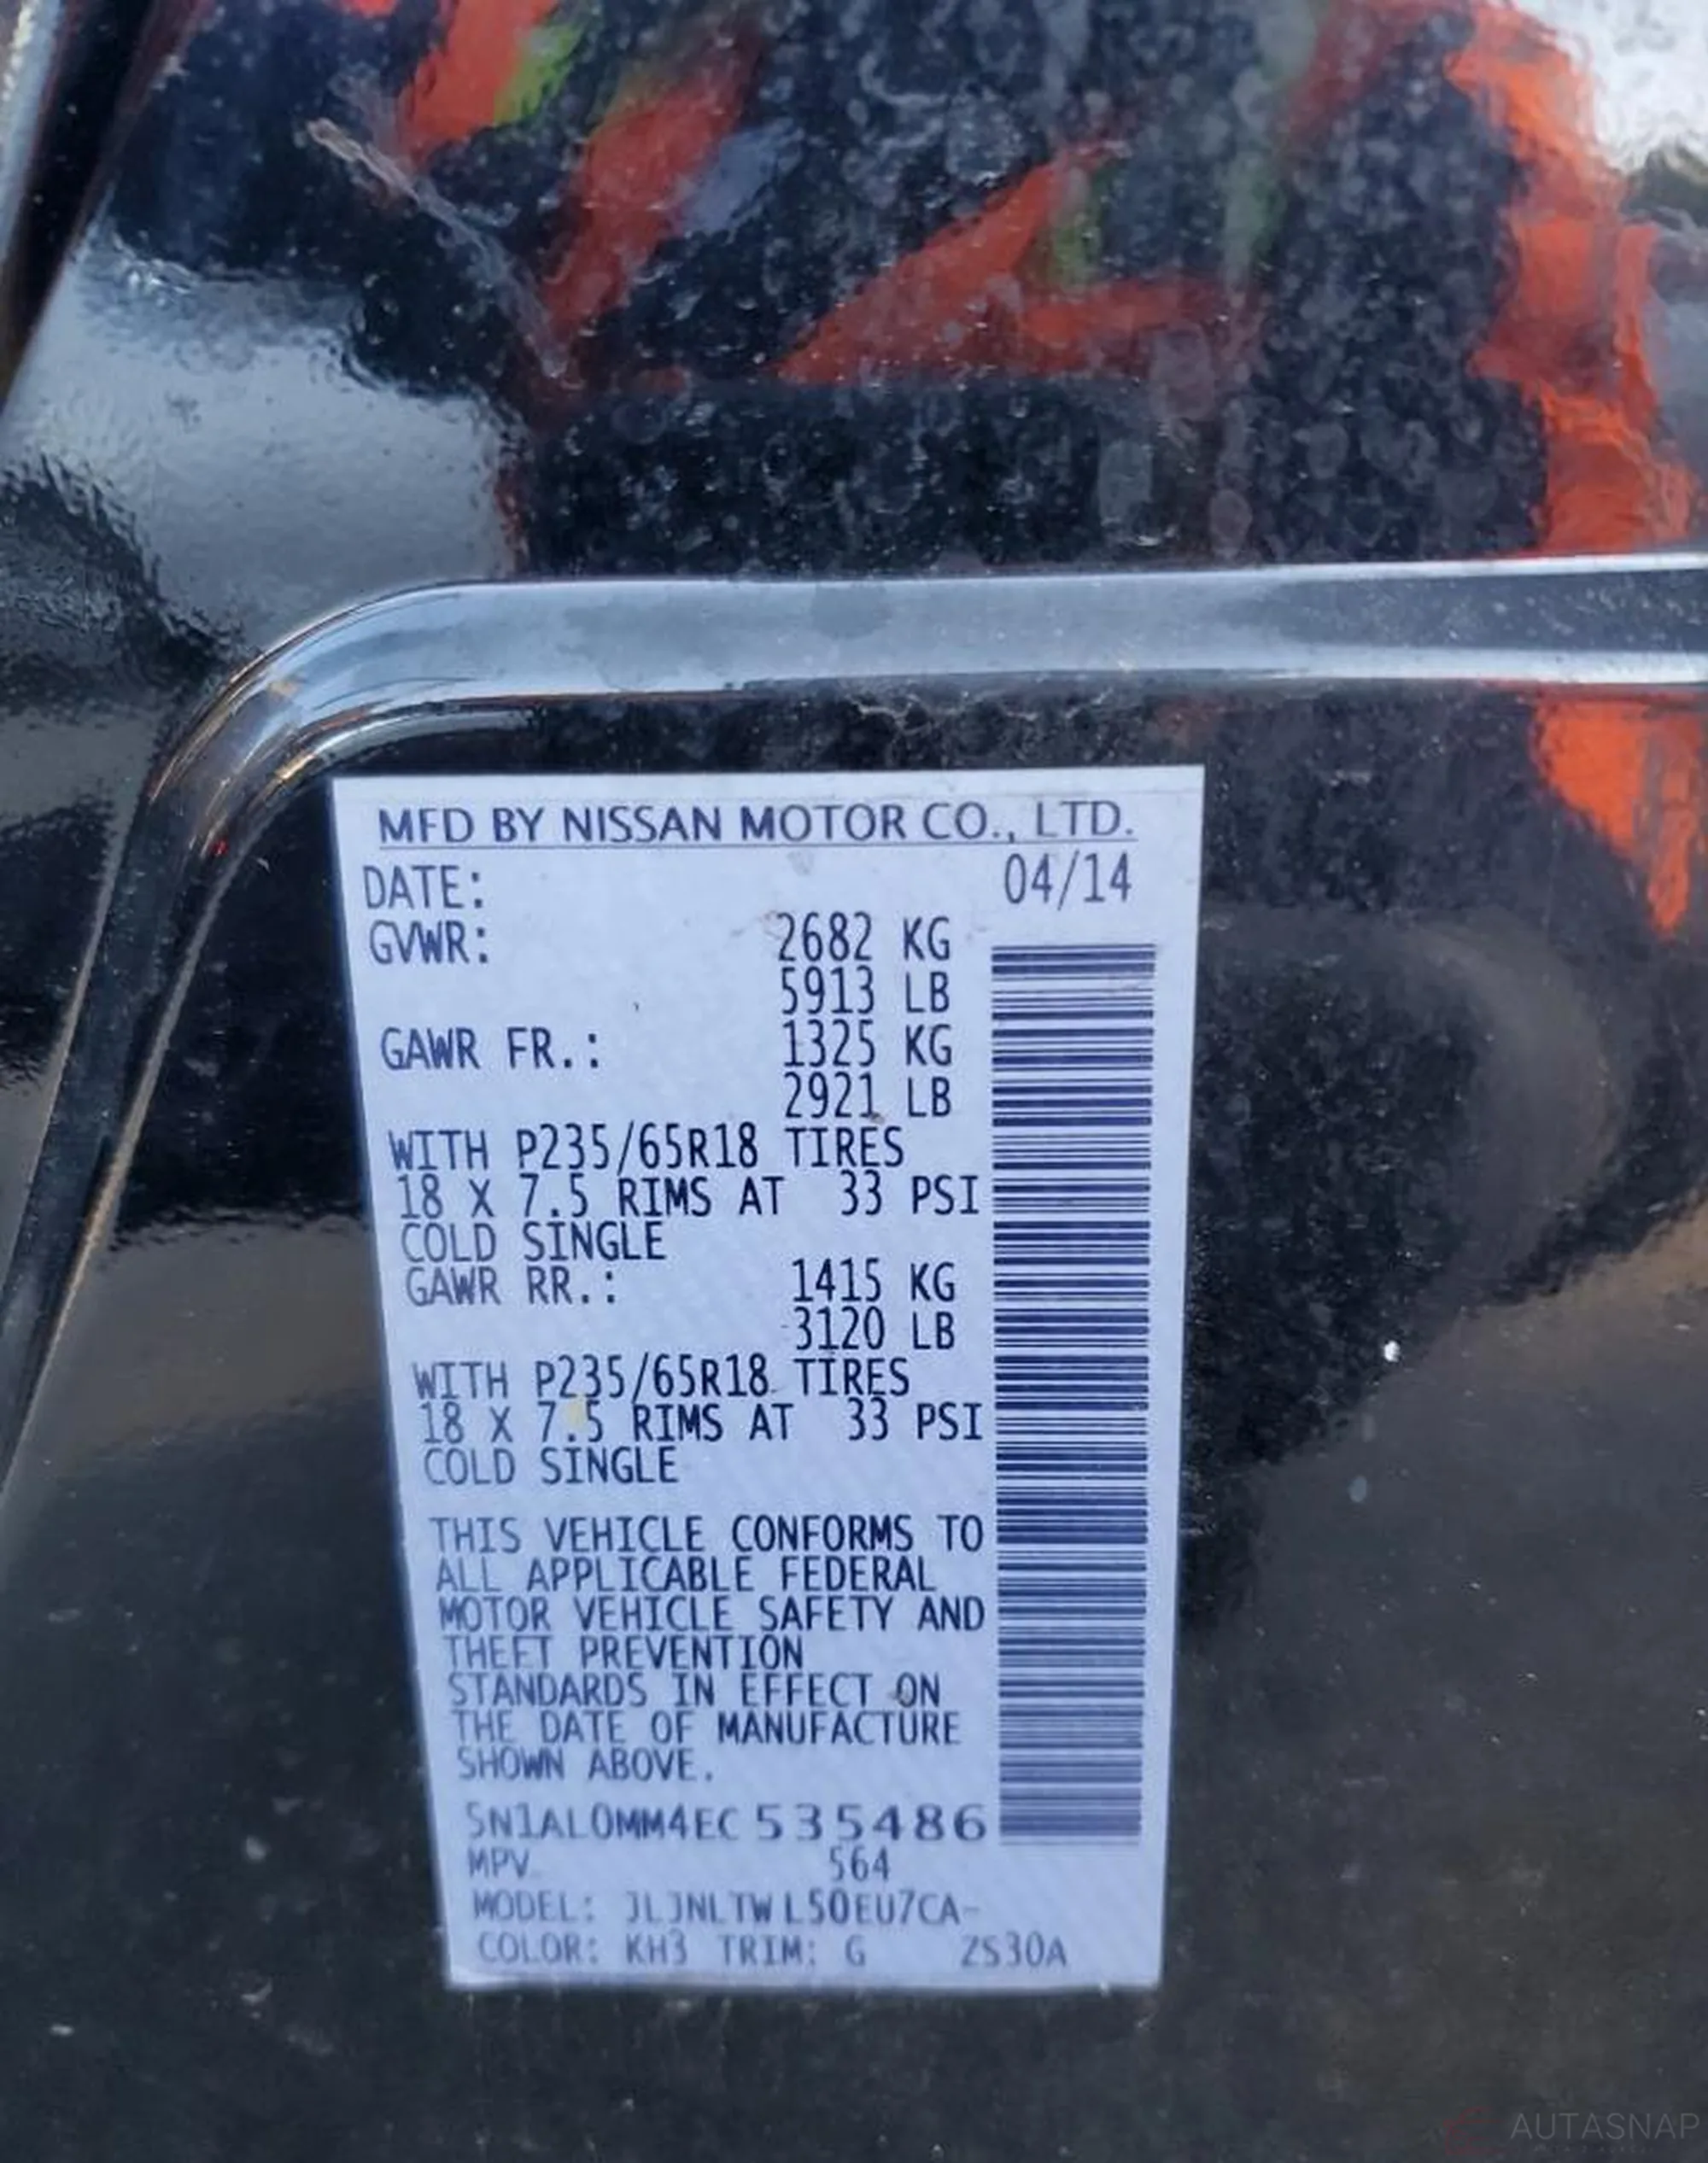 MFD BY NISSAN MOTOR CO., LTD.
DATE: 04/14
GVWR: 2682 KG
5913 LB
GAWR FR.: 1325 KG
2921 LB
WITH P235/65R18 TIRES
18 X 7.5 RIMS AT 33 PSI
COLD SINGLE
GAWR RR.: 1415 KG
3120 LB
WITH P235/65R18 TIRES
18 X 7.5 RIMS AT 33 PSI
COLD SINGLE
THIS VEHICLE CONFORMS TO
ALL APPLICABLE FEDERAL
MOTOR VEHICLE SAFETY AND
THEFT PREVENTION
STANDARDS IN EFFECT ON
THE DATE OF MANUFACTURE
SHOWN ABOVE.
5N1AL0MM4EC535486
MPV 564
MODEL: JLJNLTWL50EU7CA-
COLOR: KH3 TRIM: G ZS30A
AUTASNAP